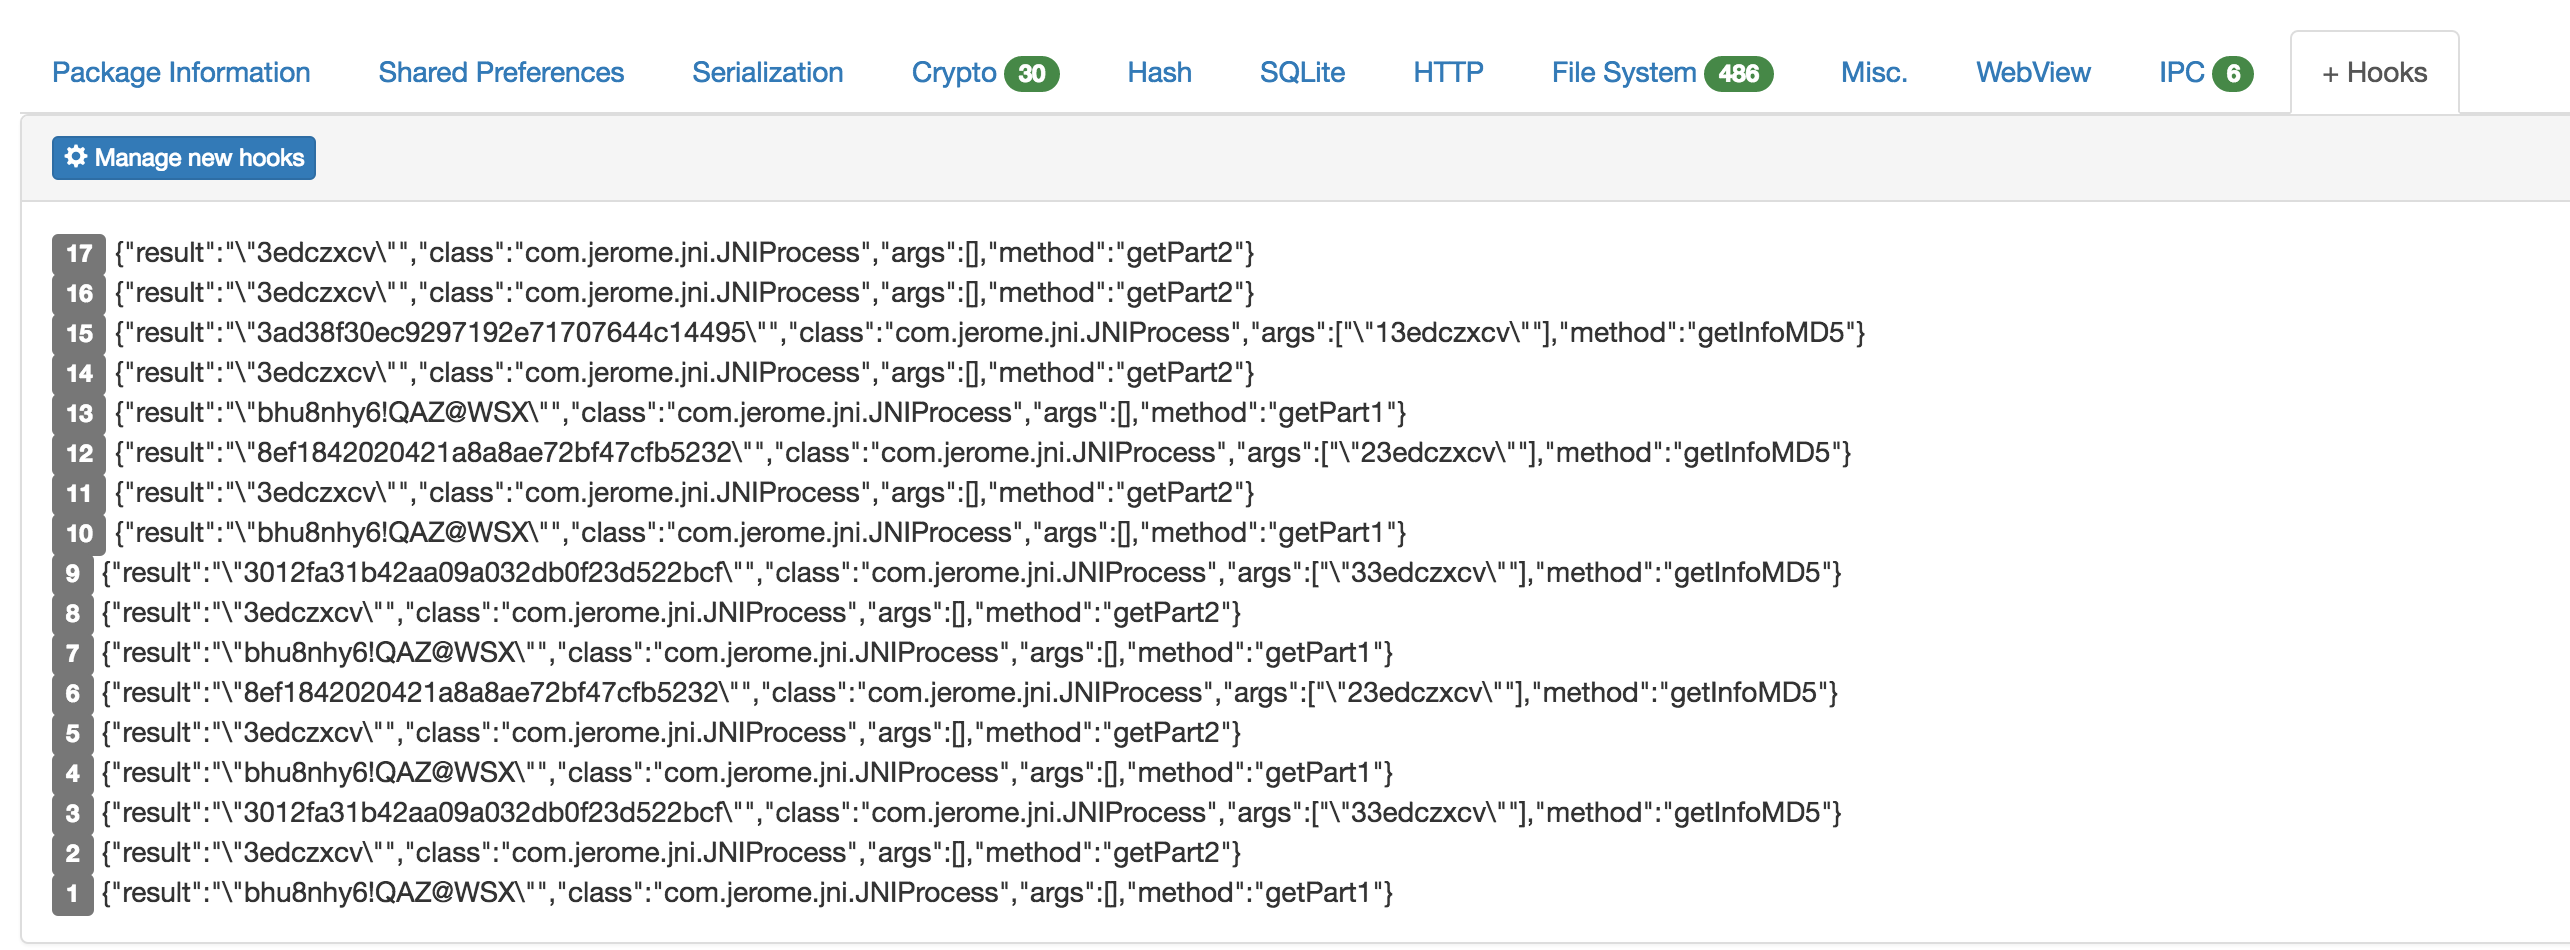 Package Information Shared Preferences Serialization Crypto 30 Hash SQLite HTTP File System 486 Misc. WebView IPC 6 + Hooks
Manage new hooks
17 {"result":"\"3edczxcv\"","class":"com.jerome.jni.JNIProcess","args":[],"method":"getPart2"}
16 {"result":"\"3edczxcv\"","class":"com.jerome.jni.JNIProcess","args":[],"method":"getPart2"}
15 {"result":"\"3ad38f30ec9297192e71707644c14495\"","class":"com.jerome.jni.JNIProcess","args":["\"13edczxcv\""],"method":"getInfoMD5"}
14 {"result":"\"3edczxcv\"","class":"com.jerome.jni.JNIProcess","args":[],"method":"getPart2"}
13 {"result":"\"bhu8nhy6!QAZ@WSX\"","class":"com.jerome.jni.JNIProcess","args":[],"method":"getPart1"}
12 {"result":"\"8ef1842020421a8a8ae72bf47cfb5232\"","class":"com.jerome.jni.JNIProcess","args":["\"23edczxcv\""],"method":"getInfoMD5"}
11 {"result":"\"3edczxcv\"","class":"com.jerome.jni.JNIProcess","args":[],"method":"getPart2"}
10 {"result":"\"bhu8nhy6!QAZ@WSX\"","class":"com.jerome.jni.JNIProcess","args":[],"method":"getPart1"}
9 {"result":"\"3012fa31b42aa09a032db0f23d522bcf\"","class":"com.jerome.jni.JNIProcess","args":["\"33edczxcv\""],"method":"getInfoMD5"}
8 {"result":"\"3edczxcv\"","class":"com.jerome.jni.JNIProcess","args":[],"method":"getPart2"}
7 {"result":"\"bhu8nhy6!QAZ@WSX\"","class":"com.jerome.jni.JNIProcess","args":[],"method":"getPart1"}
6 {"result":"\"8ef1842020421a8a8ae72bf47cfb5232\"","class":"com.jerome.jni.JNIProcess","args":["\"23edczxcv\""],"method":"getInfoMD5"}
5 {"result":"\"3edczxcv\"","class":"com.jerome.jni.JNIProcess","args":[],"method":"getPart2"}
4 {"result":"\"bhu8nhy6!QAZ@WSX\"","class":"com.jerome.jni.JNIProcess","args":[],"method":"getPart1"}
3 {"result":"\"3012fa31b42aa09a032db0f23d522bcf\"","class":"com.jerome.jni.JNIProcess","args":["\"33edczxcv\""],"method":"getInfoMD5"}
2 {"result":"\"3edczxcv\"","class":"com.jerome.jni.JNIProcess","args":[],"method":"getPart2"}
1 {"result":"\"bhu8nhy6!QAZ@WSX\"","class":"com.jerome.jni.JNIProcess","args":[],"method":"getPart1"}